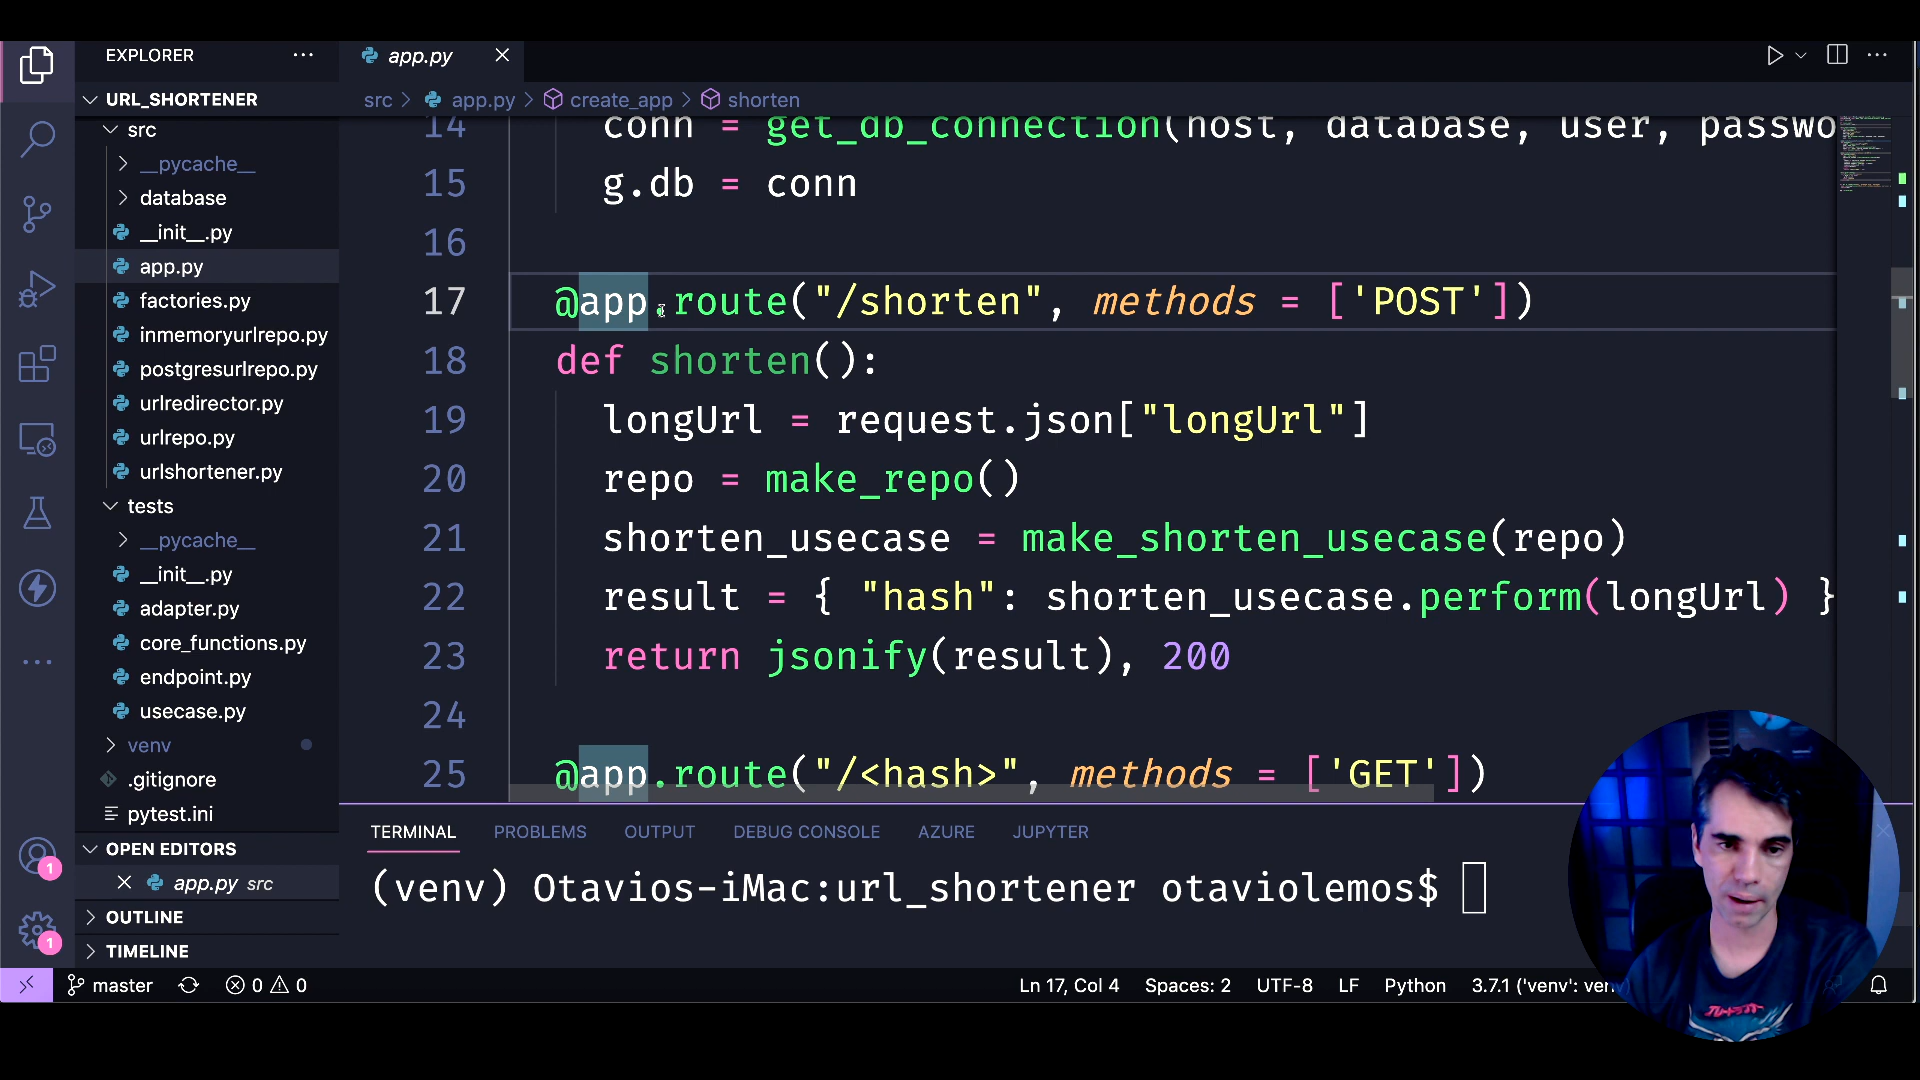 EXPLORER
app.py
URL_SHORTENER
src
__pycache__
database
__init__.py
app.py
factories.py
inmemoryurlrepo.py
postgresurlrepo.py
urlredirector.py
urlrepo.py
urlshortener.py
tests
__pycache__
__init__.py
adapter.py
core_functions.py
endpoint.py
usecase.py
venv
.gitignore
pytest.ini
OPEN EDITORS
app.py src
OUTLINE
TIMELINE
1
1
src > app.py > create_app > shorten
14 conn = get_db_connection(host, database, user, passwo
15 g.db = conn
16
17 @app.route("/shorten", methods = ['POST'])
18 def shorten():
19 longUrl = request.json["longUrl"]
20 repo = make_repo()
21 shorten_usecase = make_shorten_usecase(repo)
22 result = { "hash": shorten_usecase.perform(longUrl) }
23 return jsonify(result), 200
24
25 @app.route("/<hash>", methods = ['GET'])
TERMINAL PROBLEMS OUTPUT DEBUG CONSOLE AZURE JUPYTER
(venv) Otavios-iMac:url_shortener otaviolemos$
master 0 0 Ln 17, Col 4 Spaces: 2 UTF-8 LF Python 3.7.1 ('venv': ven